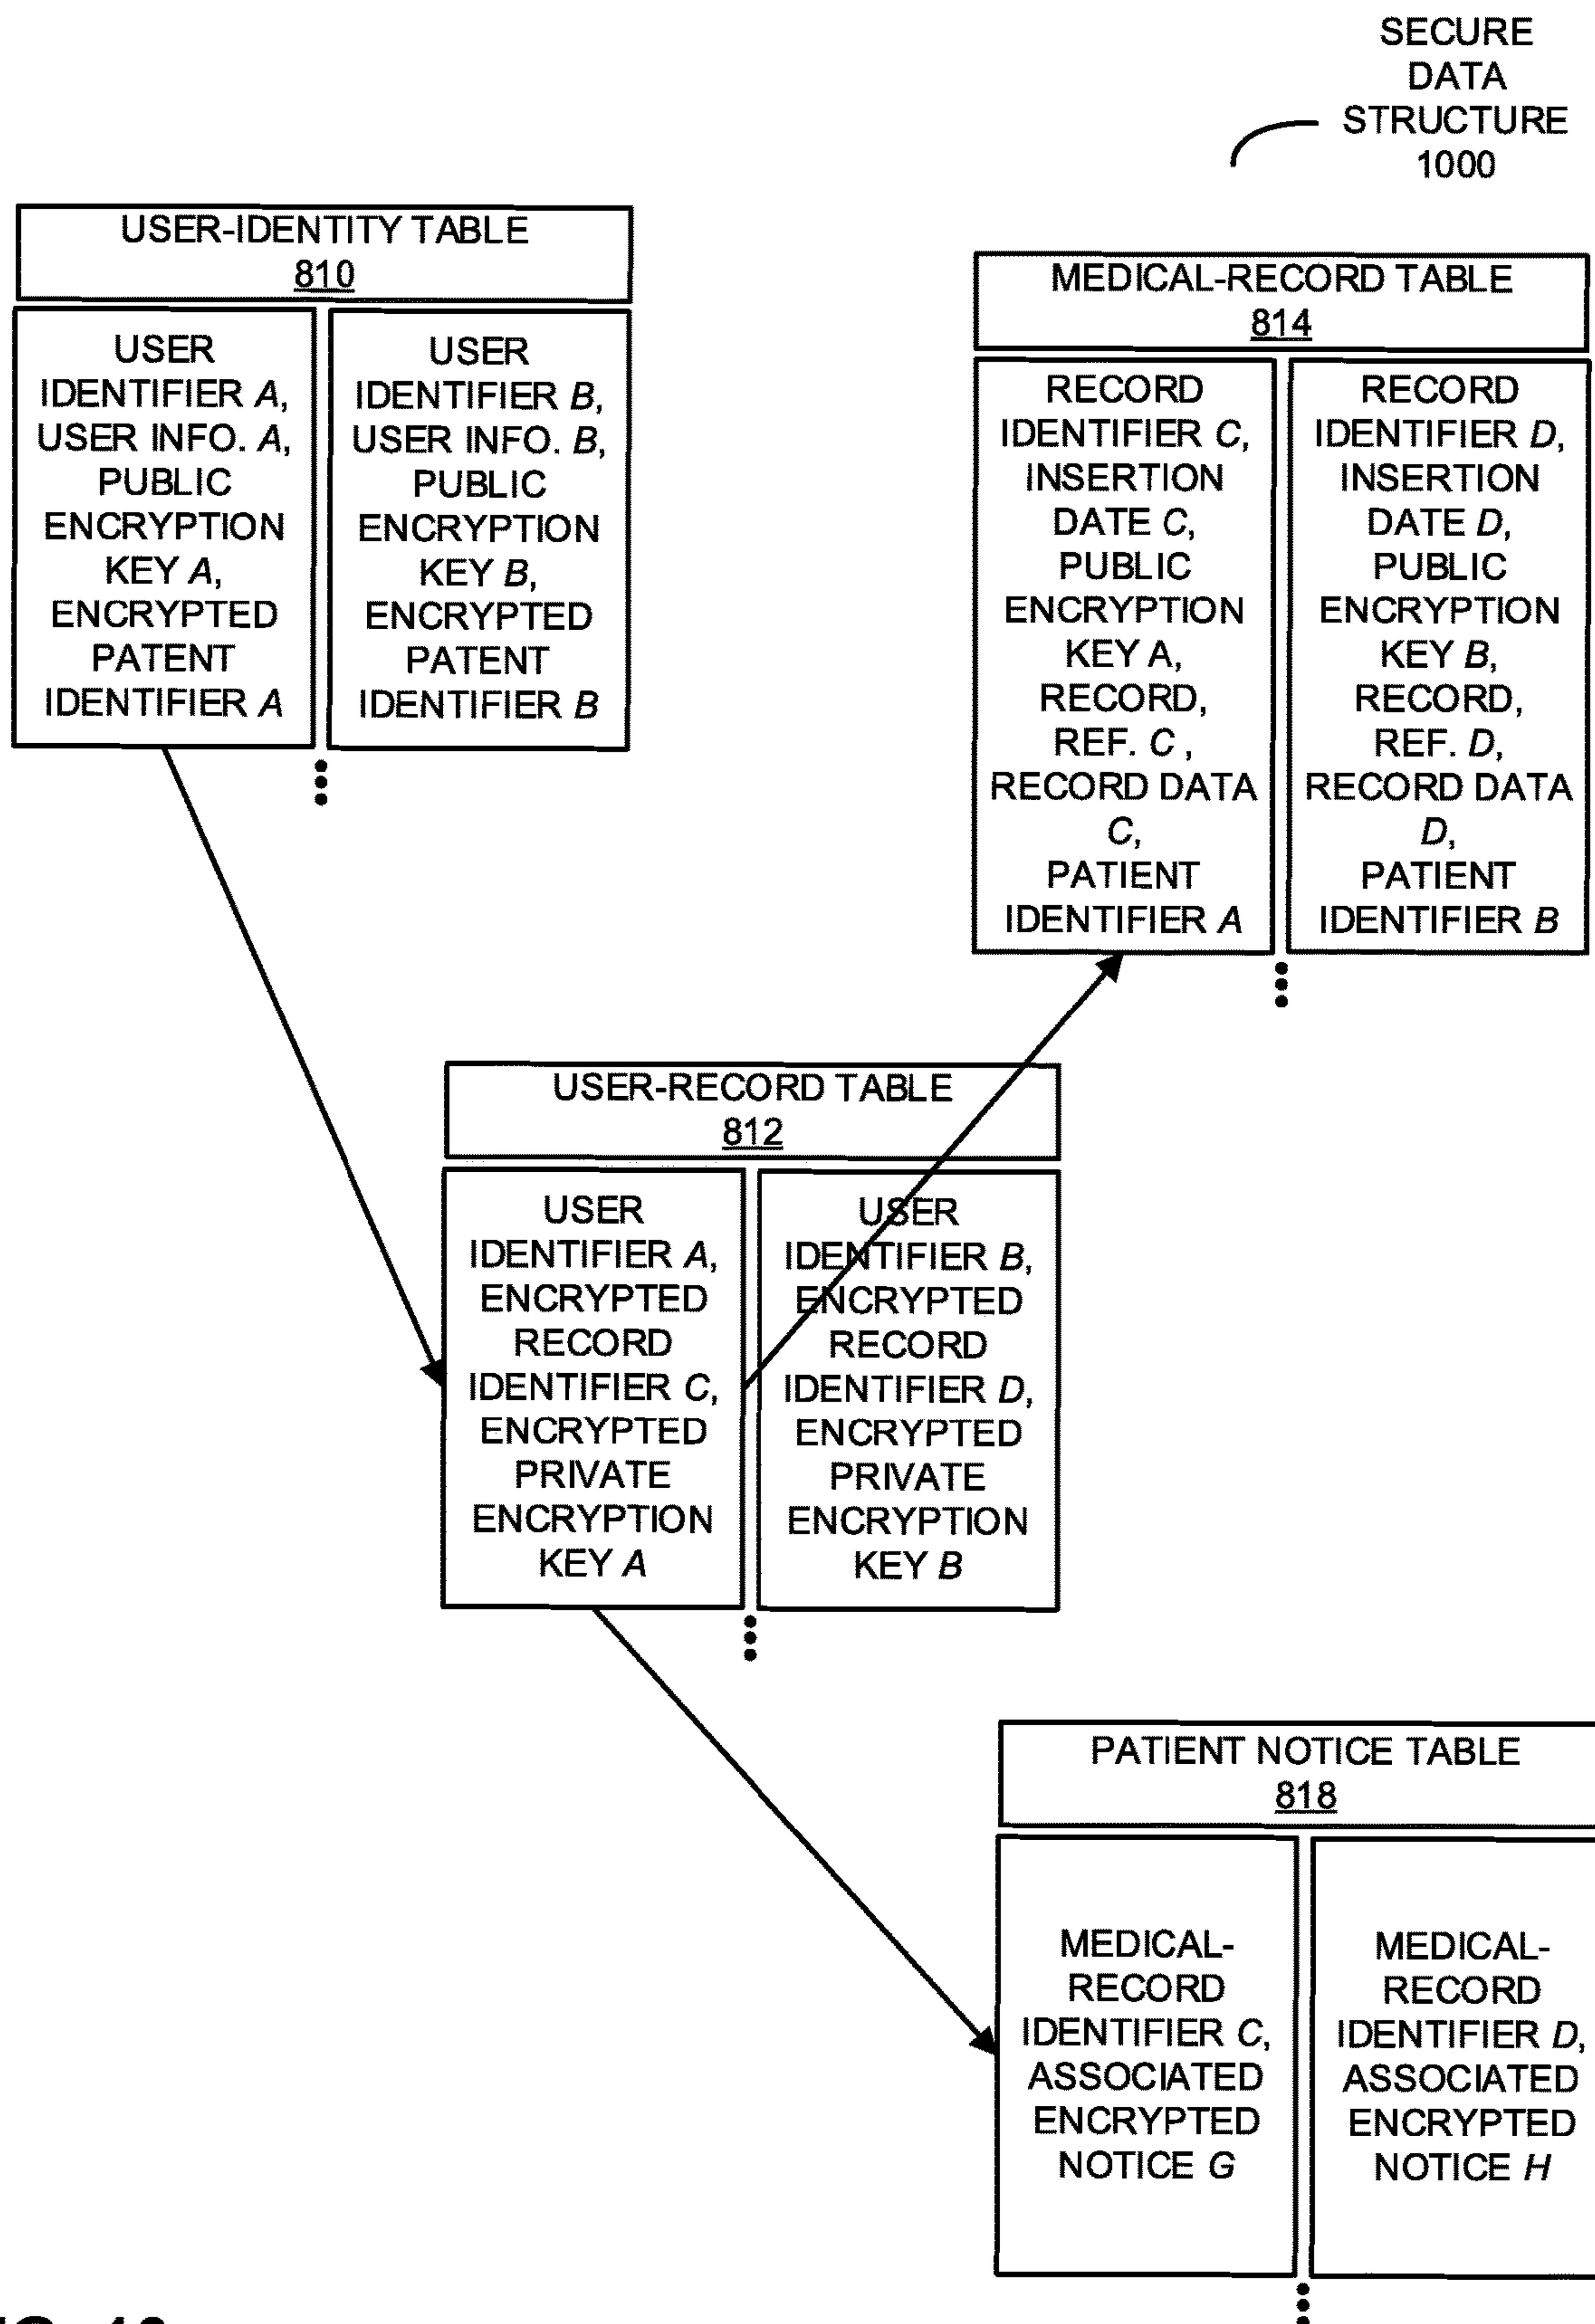 SECURE
DATA
STRUCTURE
1000
USER-IDENTITY TABLE
810
USER
IDENTIFIER A,
USER INFO. A,
PUBLIC
ENCRYPTION
KEY A,
ENCRYPTED
PATENT
IDENTIFIER A
USER
IDENTIFIER B,
USER INFO. B,
PUBLIC
ENCRYPTION
KEY B,
ENCRYPTED
PATENT
IDENTIFIER B
MEDICAL-RECORD TABLE
814
RECORD
IDENTIFIER C,
INSERTION
DATE C,
PUBLIC
ENCRYPTION
KEY A,
RECORD,
REF. C ,
RECORD DATA
C,
PATIENT
IDENTIFIER A
RECORD
IDENTIFIER D,
INSERTION
DATE D,
PUBLIC
ENCRYPTION
KEY B,
RECORD,
REF. D,
RECORD DATA
D,
PATIENT
IDENTIFIER B
USER-RECORD TABLE
812
USER
IDENTIFIER A,
ENCRYPTED
RECORD
IDENTIFIER C,
ENCRYPTED
PRIVATE
ENCRYPTION
KEY A
USER
IDENTIFIER B,
ENCRYPTED
RECORD
IDENTIFIER D,
ENCRYPTED
PRIVATE
ENCRYPTION
KEY B
PATIENT NOTICE TABLE
818
MEDICAL-
RECORD
IDENTIFIER C,
ASSOCIATED
ENCRYPTED
NOTICE G
MEDICAL-
RECORD
IDENTIFIER D,
ASSOCIATED
ENCRYPTED
NOTICE H